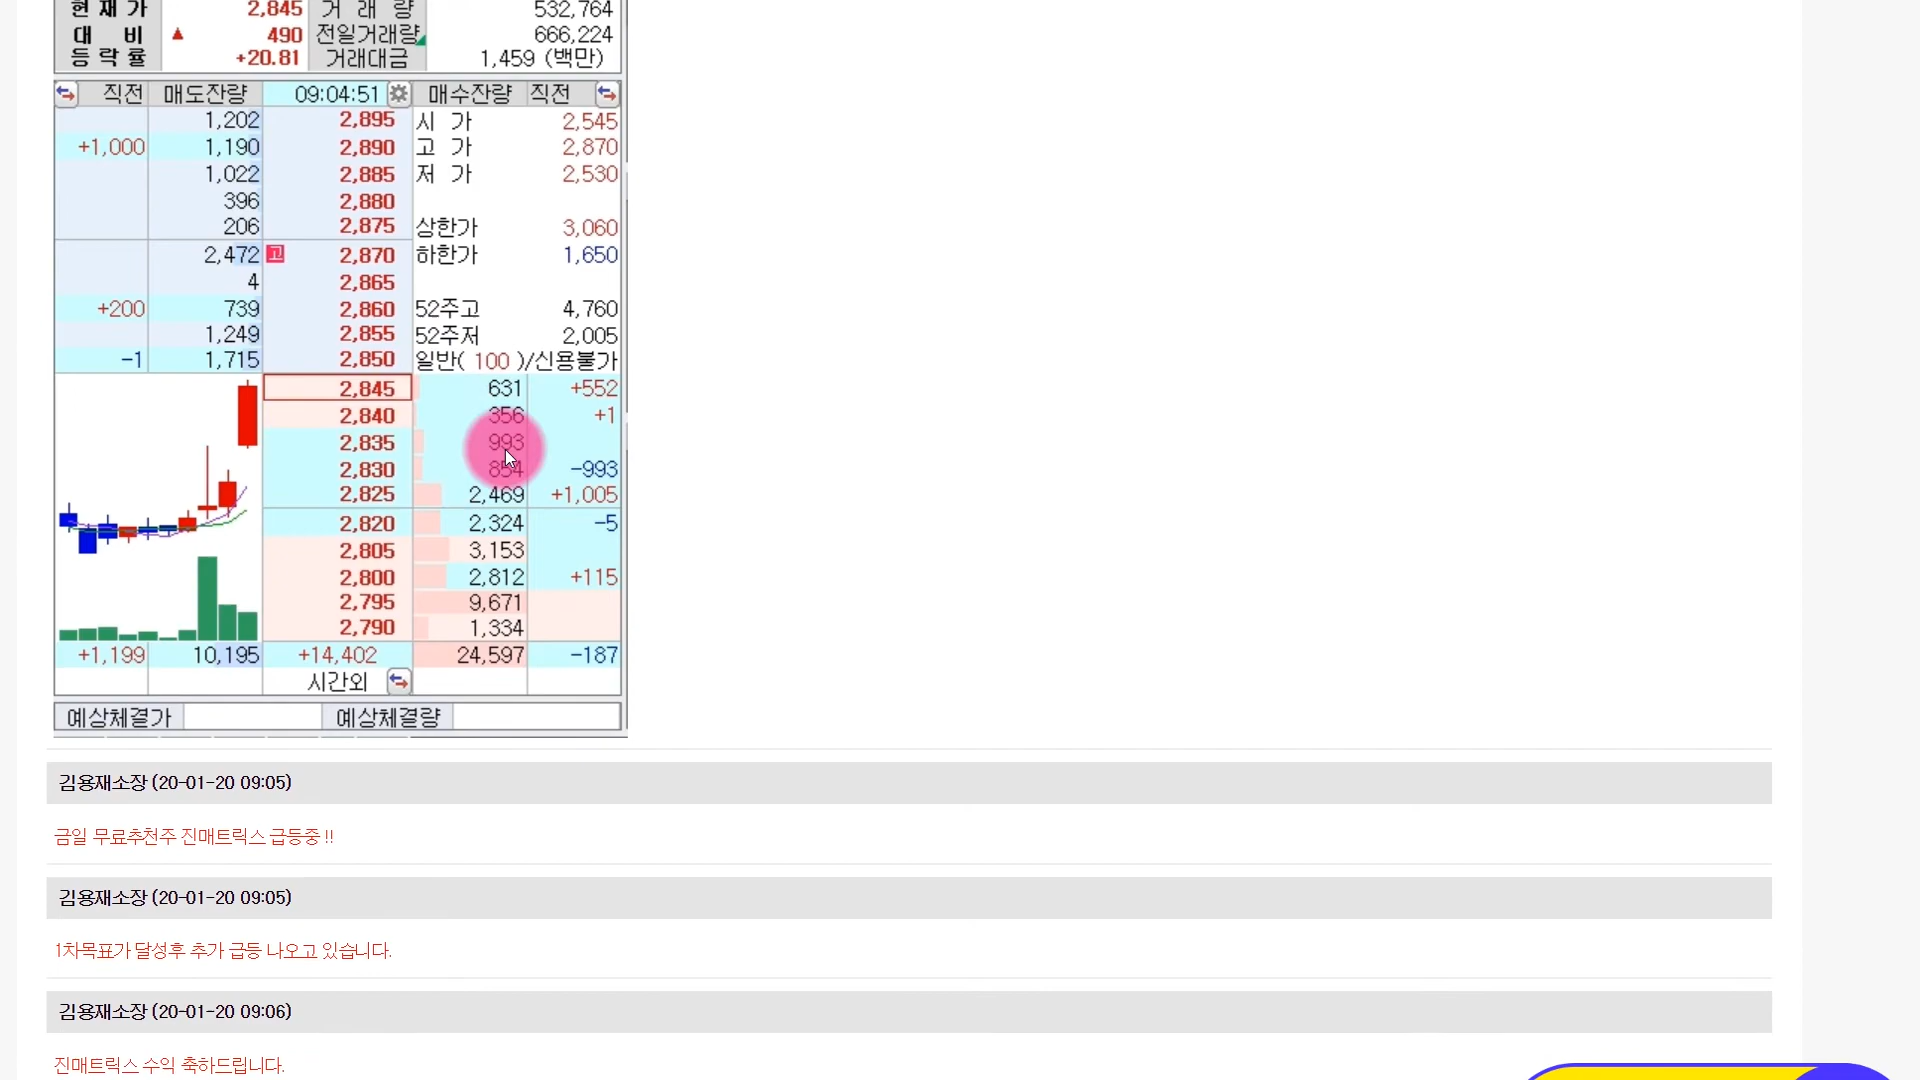 현 재 가 2,845 거 래 량 532,764
대 비 ▲ 490 전일거래량 666,224
등 락 률 +20.81 거래대금 1,459 (백만)
직전 매도잔량 09:04:51 매수잔량 직전
1,202 2,895 시 가 2,545
+1,000 1,190 2,890 고 가 2,870
1,022 2,885 저 가 2,530
396 2,880
206 2,875 상한가 3,060
2,472 고 2,870 하한가 1,650
4 2,865
+200 739 2,860 52주고 4,760
1,249 2,855 52주저 2,005
-1 1,715 2,850 일반( 100 )/신용불가
2,845 631 +552
2,840 356 +1
2,835 993
2,830 854 -993
2,825 2,469 +1,005
2,820 2,324 -5
2,805 3,153
2,800 2,812 +115
2,795 9,671
2,790 1,334
+1,199 10,195 +14,402 24,597 -187
시간외
예상체결가 예상체결량
김용재소장 (20-01-20 09:05)
금일 무료추천주 진매트릭스 급등중 !!
김용재소장 (20-01-20 09:05)
1차목표가 달성후 추가 급등 나오고 있습니다.
김용재소장 (20-01-20 09:06)
진매트릭스 수익 축하드립니다.